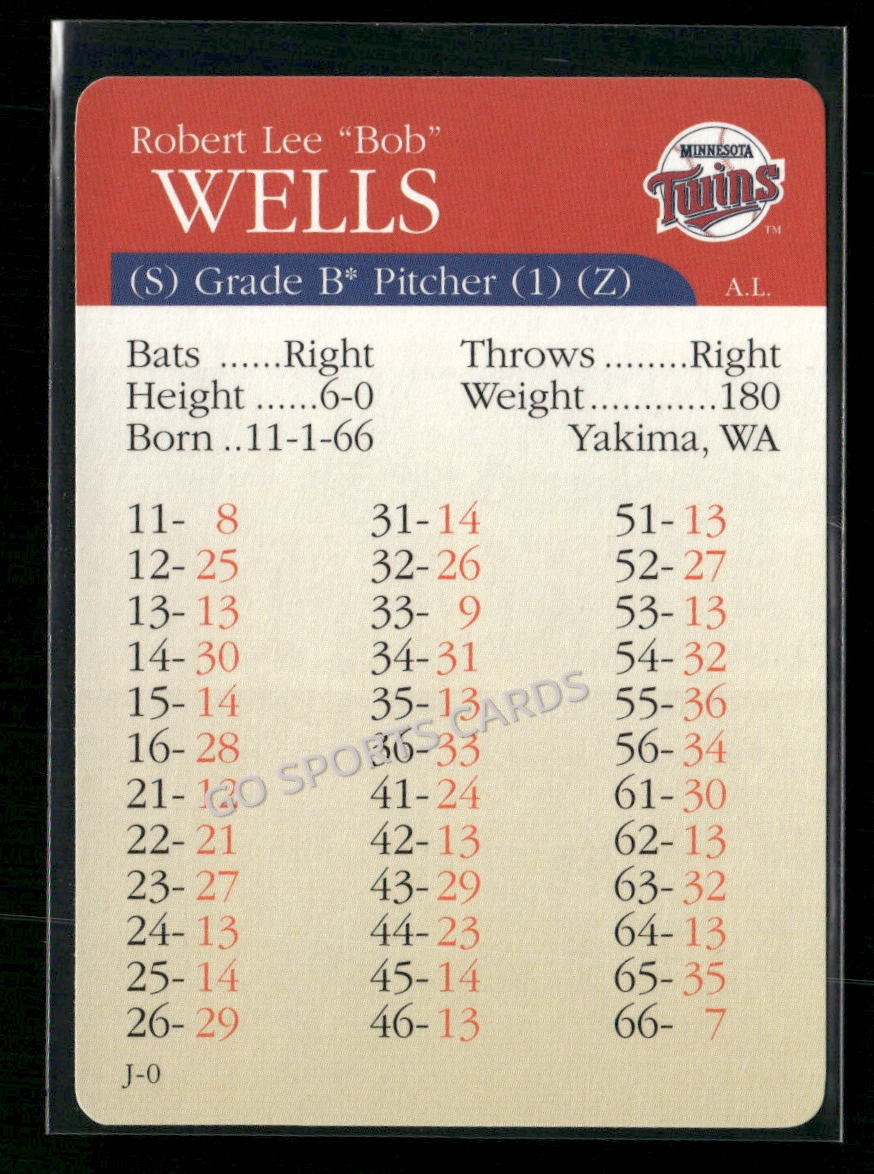 Robert Lee “Bob”
WELLS
MINNESOTA
Twins
TM
(S) Grade B* Pitcher (1) (Z)
A.L.
Bats ......Right Throws ........Right
Height ......6-0 Weight............180
Born ..11-1-66 Yakima, WA
11- 8 31-14 51-13
12-25 32-26 52-27
13-13 33- 9 53-13
14-30 34-31 54-32
15-14 35-13 55-36
16-28 36-33 56-34
21-12 41-24 61-30
22-21 42-13 62-13
23-27 43-29 63-32
24-13 44-23 64-13
25-14 45-14 65-35
26-29 46-13 66- 7
J-0
GO SPORTS CARDS